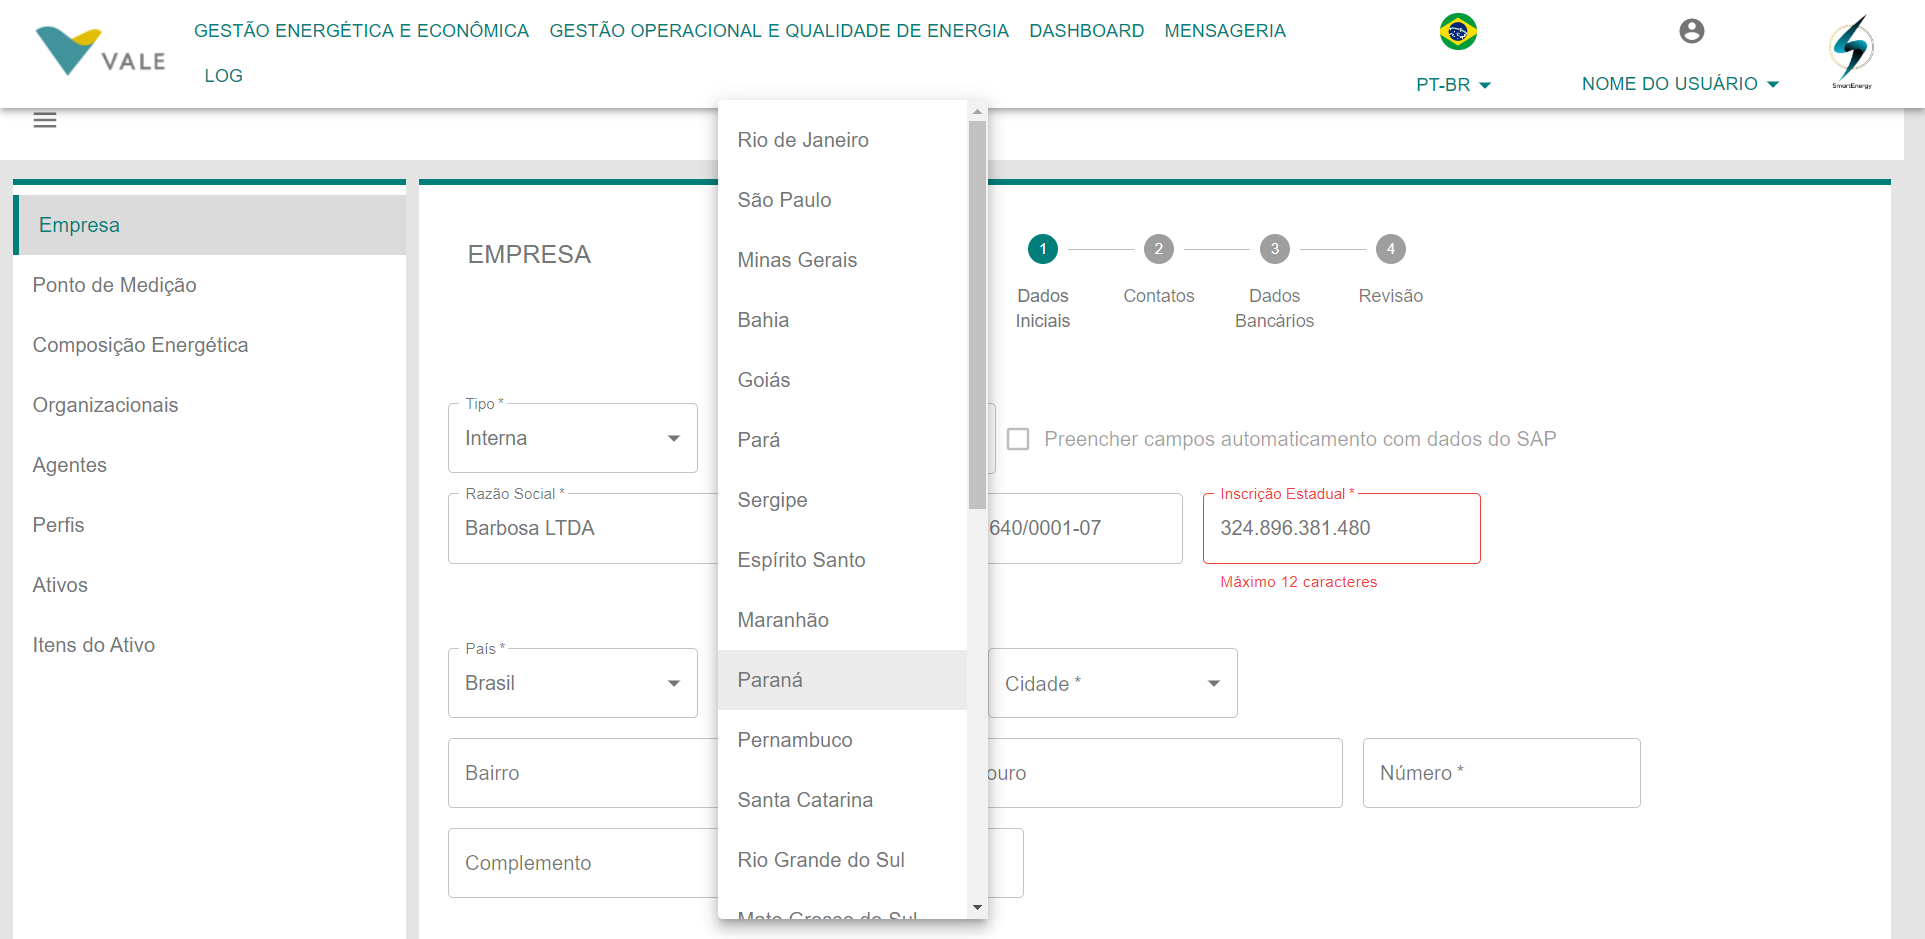 VALE
GESTÃO ENERGÉTICA E ECONÔMICA GESTÃO OPERACIONAL E QUALIDADE DE ENERGIA DASHBOARD MENSAGERIA
LOG
PT-BR
NOME DO USUÁRIO
SmartEnergy
Empresa
Ponto de Medição
Composição Energética
Organizacionais
Agentes
Perfis
Ativos
Itens do Ativo
EMPRESA
1 2 3 4
Dados Iniciais
Contatos
Dados Bancários
Revisão
Tipo *
Interna
Preencher campos automaticamento com dados do SAP
Razão Social *
Barbosa LTDA
640/0001-07
Inscrição Estadual *
324.896.381.480
Máximo 12 caracteres
País *
Brasil
Cidade *
Bairro
ouro
Número *
Complemento
Rio de Janeiro
São Paulo
Minas Gerais
Bahia
Goiás
Pará
Sergipe
Espírito Santo
Maranhão
Paraná
Pernambuco
Santa Catarina
Rio Grande do Sul
Mato Grosso do Sul